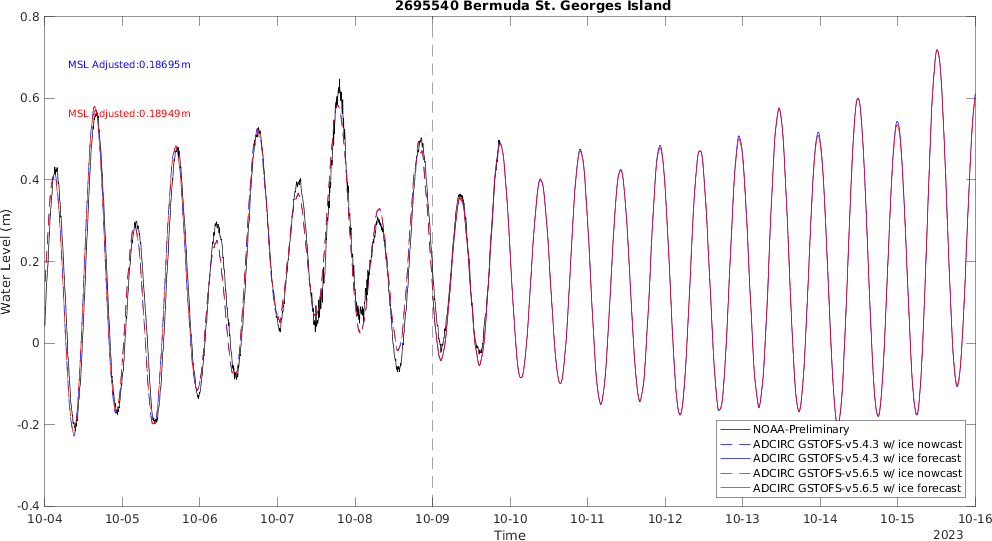 2695540 Bermuda St. Georges Island
0.8
MSL Adjusted:0.18695m
0.6
MSL Adjusted:0.18949m
0.4
Water Level (m)
0.2
0
-0.2
NOAA-Preliminary
ADCIRC GSTOFS-v5.4.3 w/ ice nowcast
ADCIRC GSTOFS-v5.4.3 w/ ice forecast
ADCIRC GSTOFS-v5.6.5 w/ ice nowcast
ADCIRC GSTOFS-v5.6.5 w/ ice forecast
-0.4
10-04 10-05 10-06 10-07 10-08 10-09 10-10 10-11 10-12 10-13 10-14 10-15 10-16
Time
2023